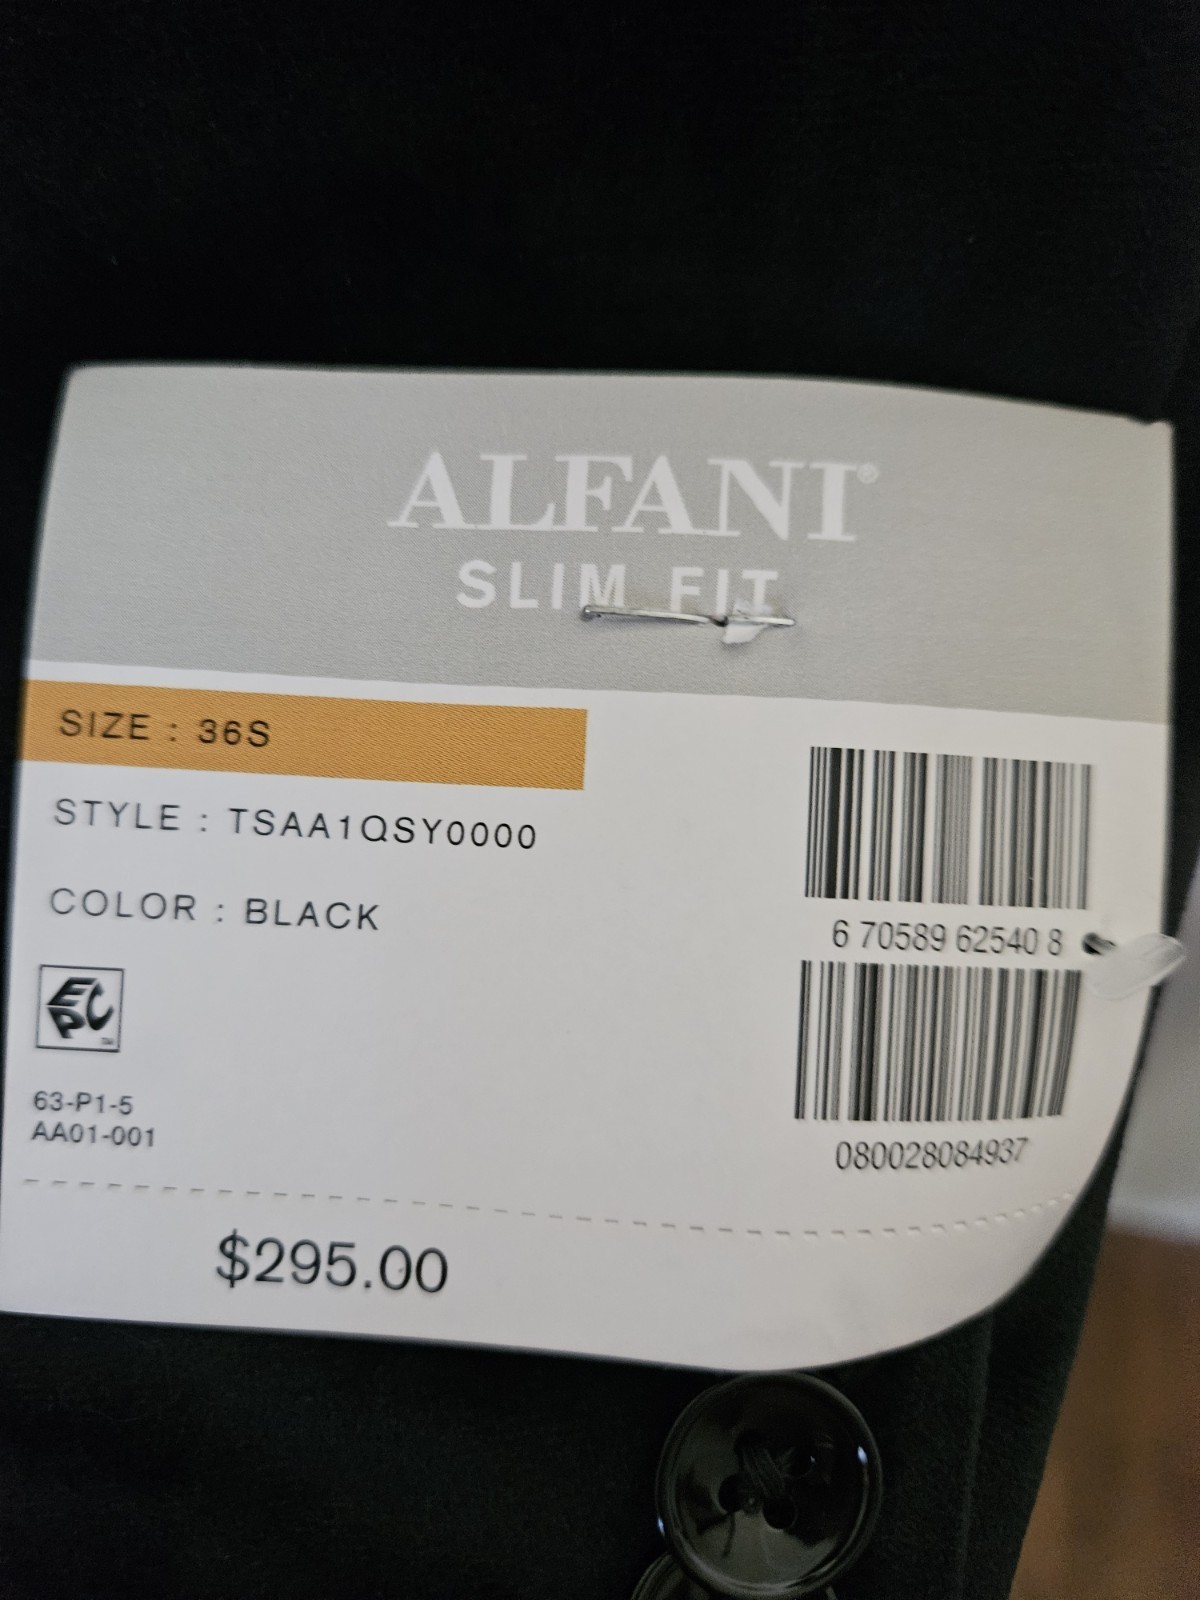 ALFANI®
SLIM FIT
SIZE : 36S
STYLE : TSAA1QSY0000
COLOR : BLACK
6 70589 62540 8
EPC™
63-P1-5
AA01-001
080028084937
$295.00